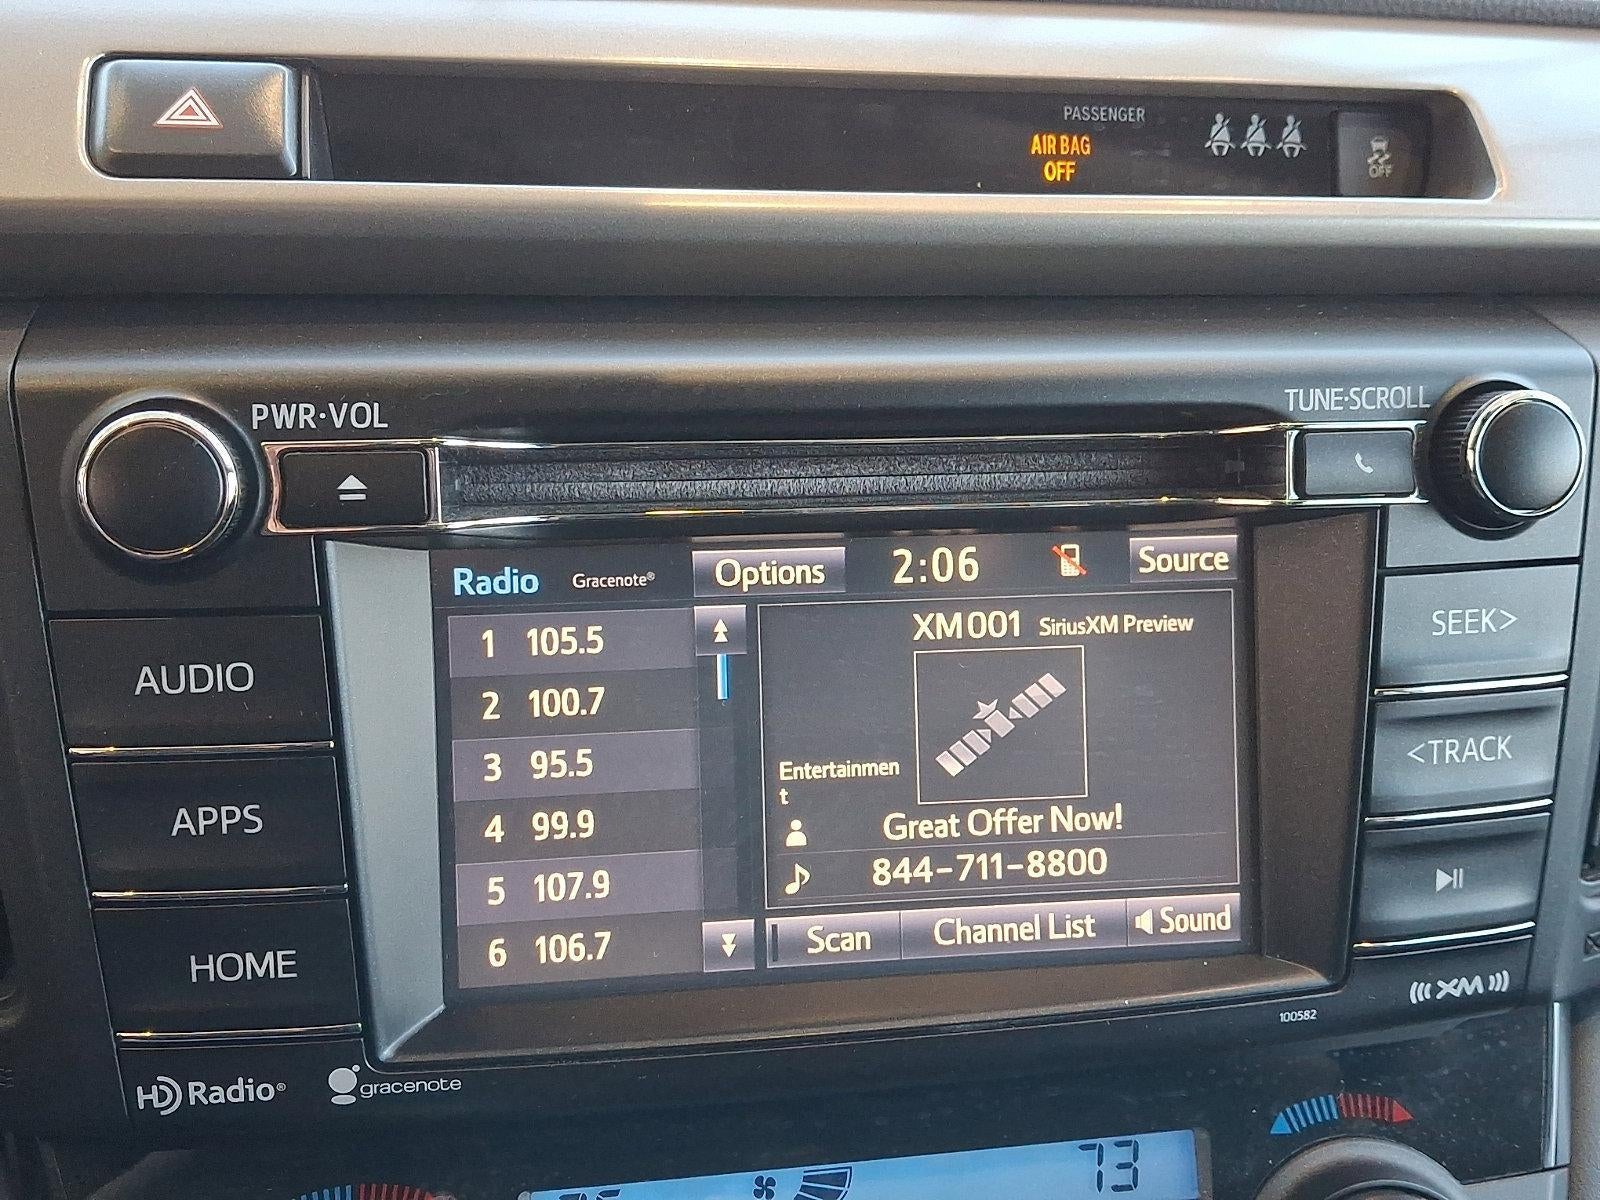 PASSENGER
AIR BAG
OFF
OFF
PWR·VOL
TUNE·SCROLL
Radio
Gracenote®
Options
2:06
Source
1 105.5
2 100.7
3 95.5
4 99.9
5 107.9
6 106.7
XM001 SiriusXM Preview
Entertainmen
t
Great Offer Now!
844-711-8800
Scan
Channel List
Sound
AUDIO
APPS
HOME
SEEK>
<TRACK
((( XM )))
100582
HD Radio®
gracenote
73